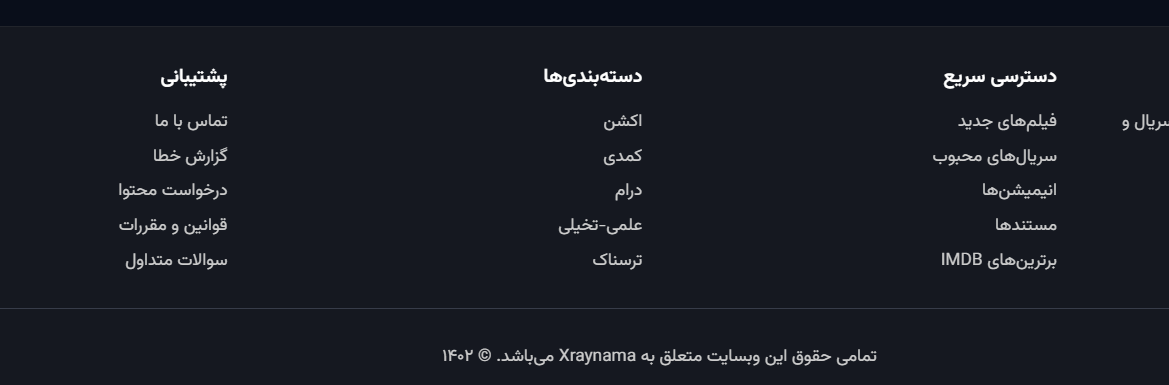 سریال و
دسترسی سریع
فیلم‌های جدید
سریال‌های محبوب
انیمیشن‌ها
مستندها
برترین‌های IMDB
دسته‌بندی‌ها
اکشن
کمدی
درام
علمی-تخیلی
ترسناک
پشتیبانی
تماس با ما
گزارش خطا
درخواست محتوا
قوانین و مقررات
سوالات متداول
تمامی حقوق این وبسایت متعلق به Xraynama می‌باشد. © ۱۴۰۲